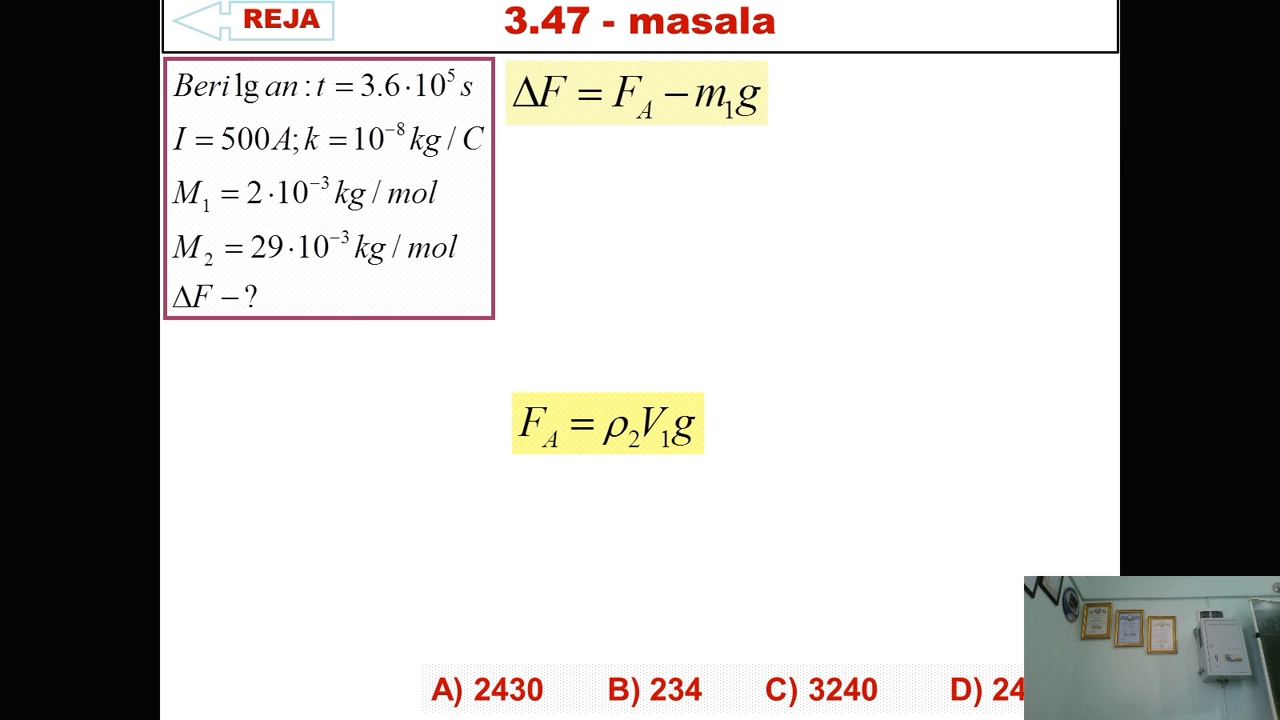 REJA
3.47 - masala
Berilgan : t = 3.6·10⁵ s
I = 500A; k = 10⁻⁸ kg / C
M₁ = 2·10⁻³ kg / mol
M₂ = 29·10⁻³ kg / mol
ΔF – ?
ΔF = F_A – m₁g
F_A = ρ₂V₁g
A) 2430 B) 234 C) 3240 D) 24